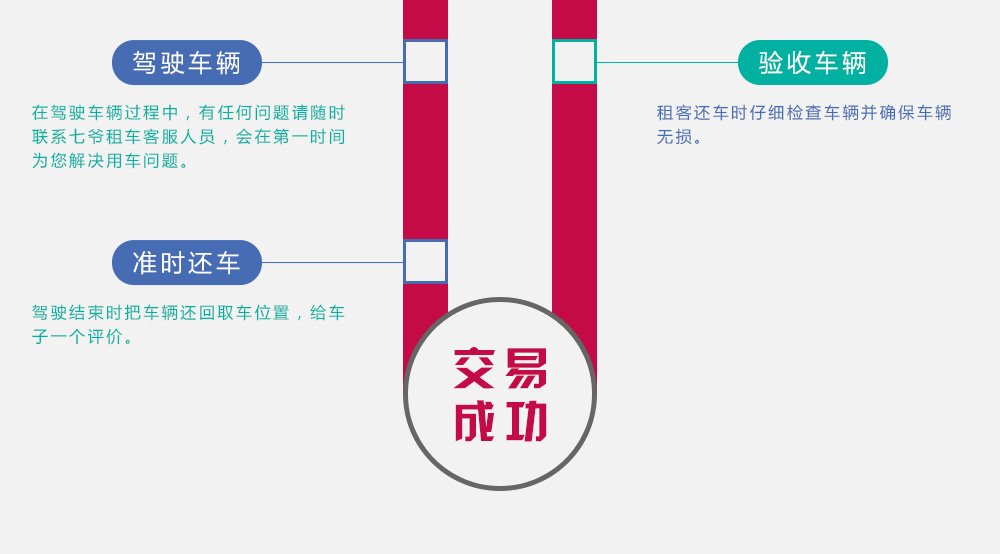 驾驶车辆
在驾驶车辆过程中，有任何问题请随时
联系七爷租车客服人员，会在第一时间
为您解决用车问题。
准时还车
驾驶结束时把车辆还回取车位置，给车
子一个评价。
验收车辆
租客还车时仔细检查车辆并确保车辆
无损。
交易
成功